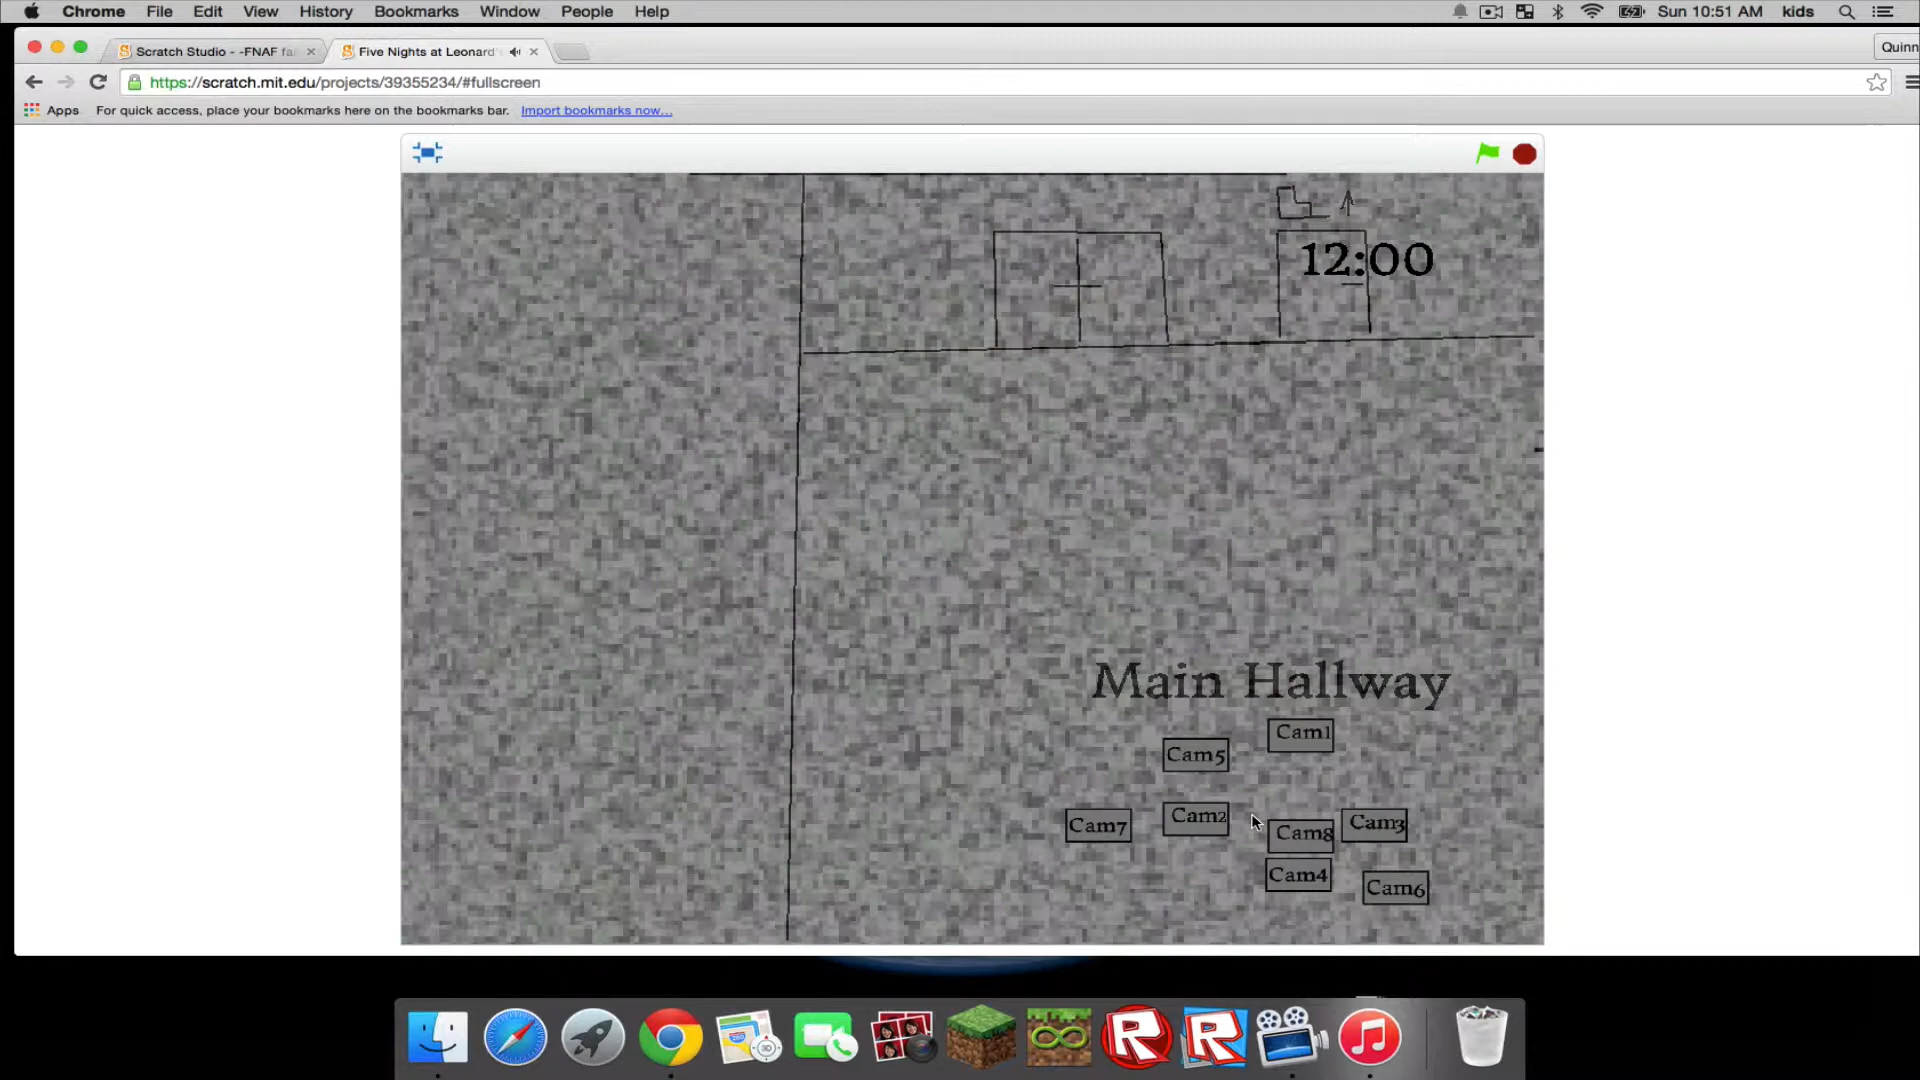 Chrome File Edit View History Bookmarks Window People Help Sun 10:51 AM kids
Scratch Studio - -FNAF fa Five Nights at Leonard' Quinn
https://scratch.mit.edu/projects/39355234/#fullscreen
Apps For quick access, place your bookmarks here on the bookmarks bar. Import bookmarks now...
12:00
Main Hallway
Cam1
Cam5
Cam2
Cam7
Cam8
Cam3
Cam4
Cam6